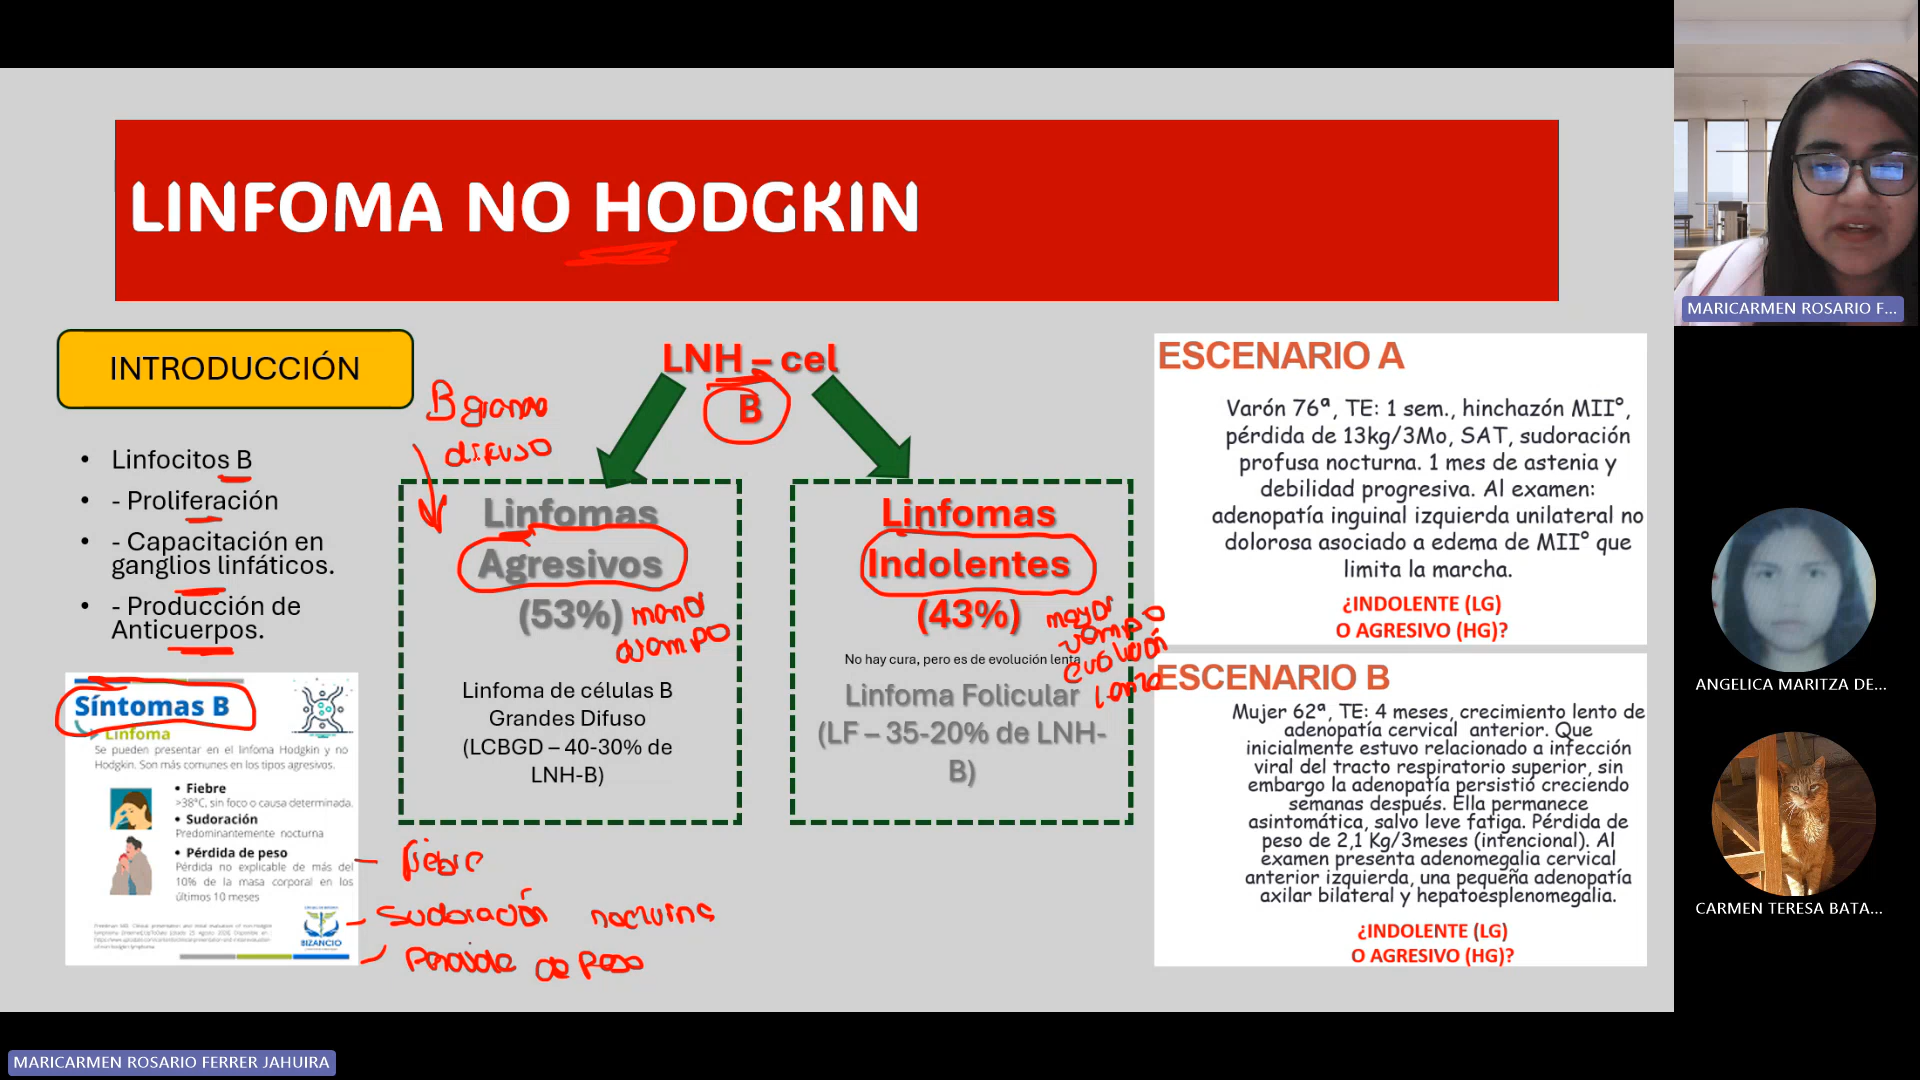 LINFOMA NO HODGKIN
INTRODUCCIÓN
• Linfocitos B
• - Proliferación
• - Capacitación en
ganglios linfáticos.
• - Producción de
Anticuerpos.
Síntomas B
Linfoma
Se pueden presentar en el linfoma Hodgkin y no
Hodgkin. Son más comunes en los tipos agresivos.
• Fiebre
>38°C, sin foco o causa determinada.
• Sudoración
Predominantemente nocturna
• Pérdida de peso
Pérdida no explicable de más del
10% de la masa corporal en los
últimos 10 meses
BIZANCIO
LNH – cel
B
B grande
difuso
Linfomas
Agresivos
(53%)
menor
tiempo
Linfoma de células B
Grandes Difuso
(LCBGD – 40-30% de
LNH-B)
Fiebre
Sudoración nocturna
Perdida de Peso
Linfomas
Indolentes
(43%)
mayor
tiempo
evolución
lenta
No hay cura, pero es de evolución lenta
Linfoma Folicular
(LF – 35-20% de LNH-
B)
ESCENARIO A
Varón 76ª, TE: 1 sem., hinchazón MII°,
pérdida de 13kg/3Mo, SAT, sudoración
profusa nocturna. 1 mes de astenia y
debilidad progresiva. Al examen:
adenopatía inguinal izquierda unilateral no
dolorosa asociado a edema de MII° que
limita la marcha.
¿INDOLENTE (LG)
O AGRESIVO (HG)?
ESCENARIO B
Mujer 62ª, TE: 4 meses, crecimiento lento de
adenopatía cervical anterior. Que
inicialmente estuvo relacionado a infección
viral del tracto respiratorio superior, sin
embargo la adenopatía persistió creciendo
semanas después. Ella permanece
asintomática, salvo leve fatiga. Pérdida de
peso de 2,1 Kg/3meses (intencional). Al
examen presenta adenomegalia cervical
anterior izquierda, una pequeña adenopatía
axilar bilateral y hepatoesplenomegalia.
¿INDOLENTE (LG)
O AGRESIVO (HG)?
MARICARMEN ROSARIO F...
ANGELICA MARITZA DE...
CARMEN TERESA BATA...
MARICARMEN ROSARIO FERRER JAHUIRA